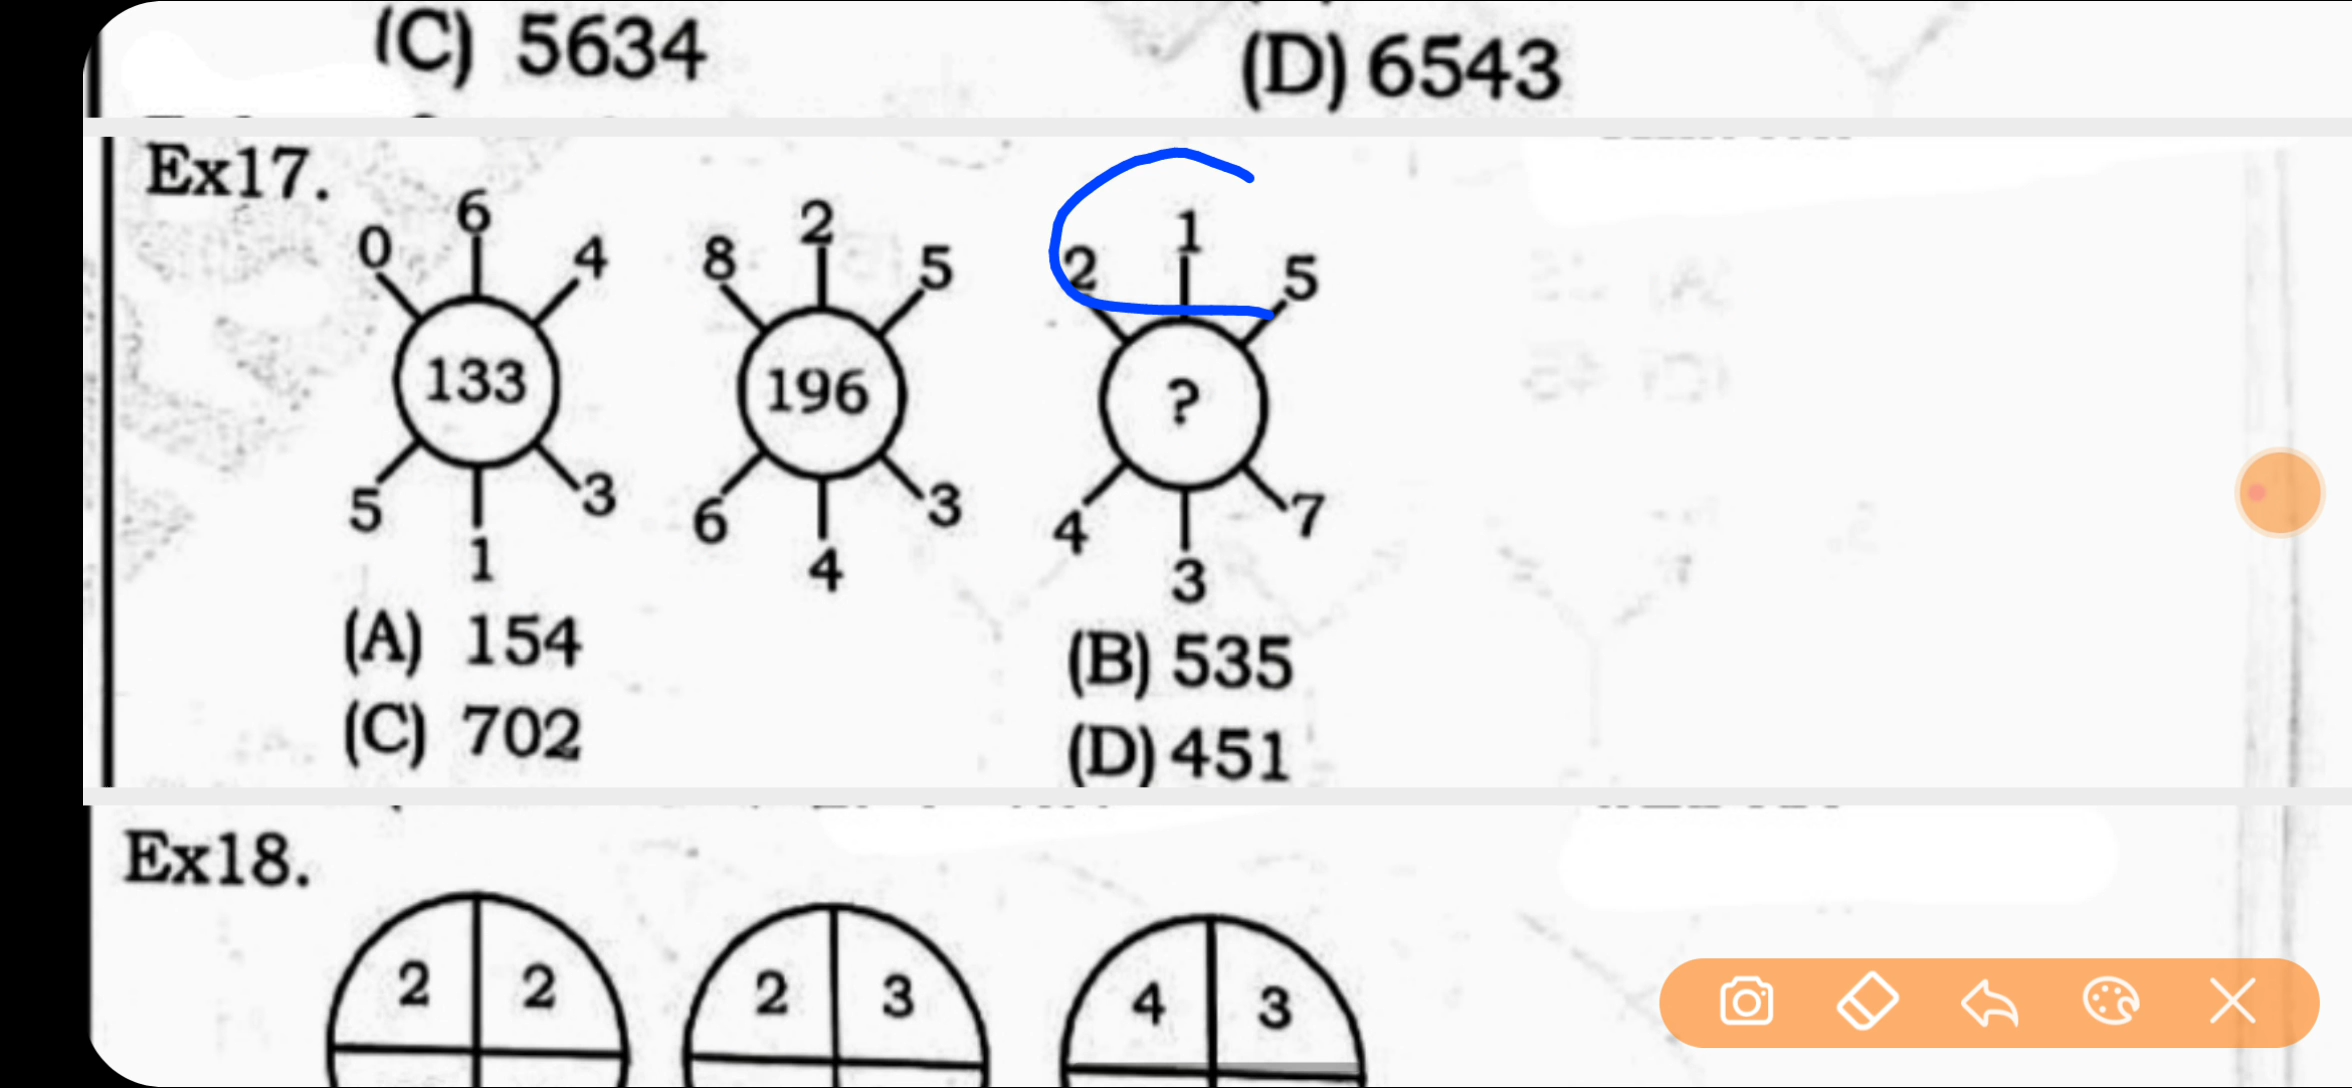 (C) 5634 (D) 6543
Ex17.
0 6 4 8 2 5 2 1 5
133 196 ?
5 1 3 6 4 3 4 3 7
(A) 154 (B) 535
(C) 702 (D) 451
Ex18.
2 2 2 3 4 3